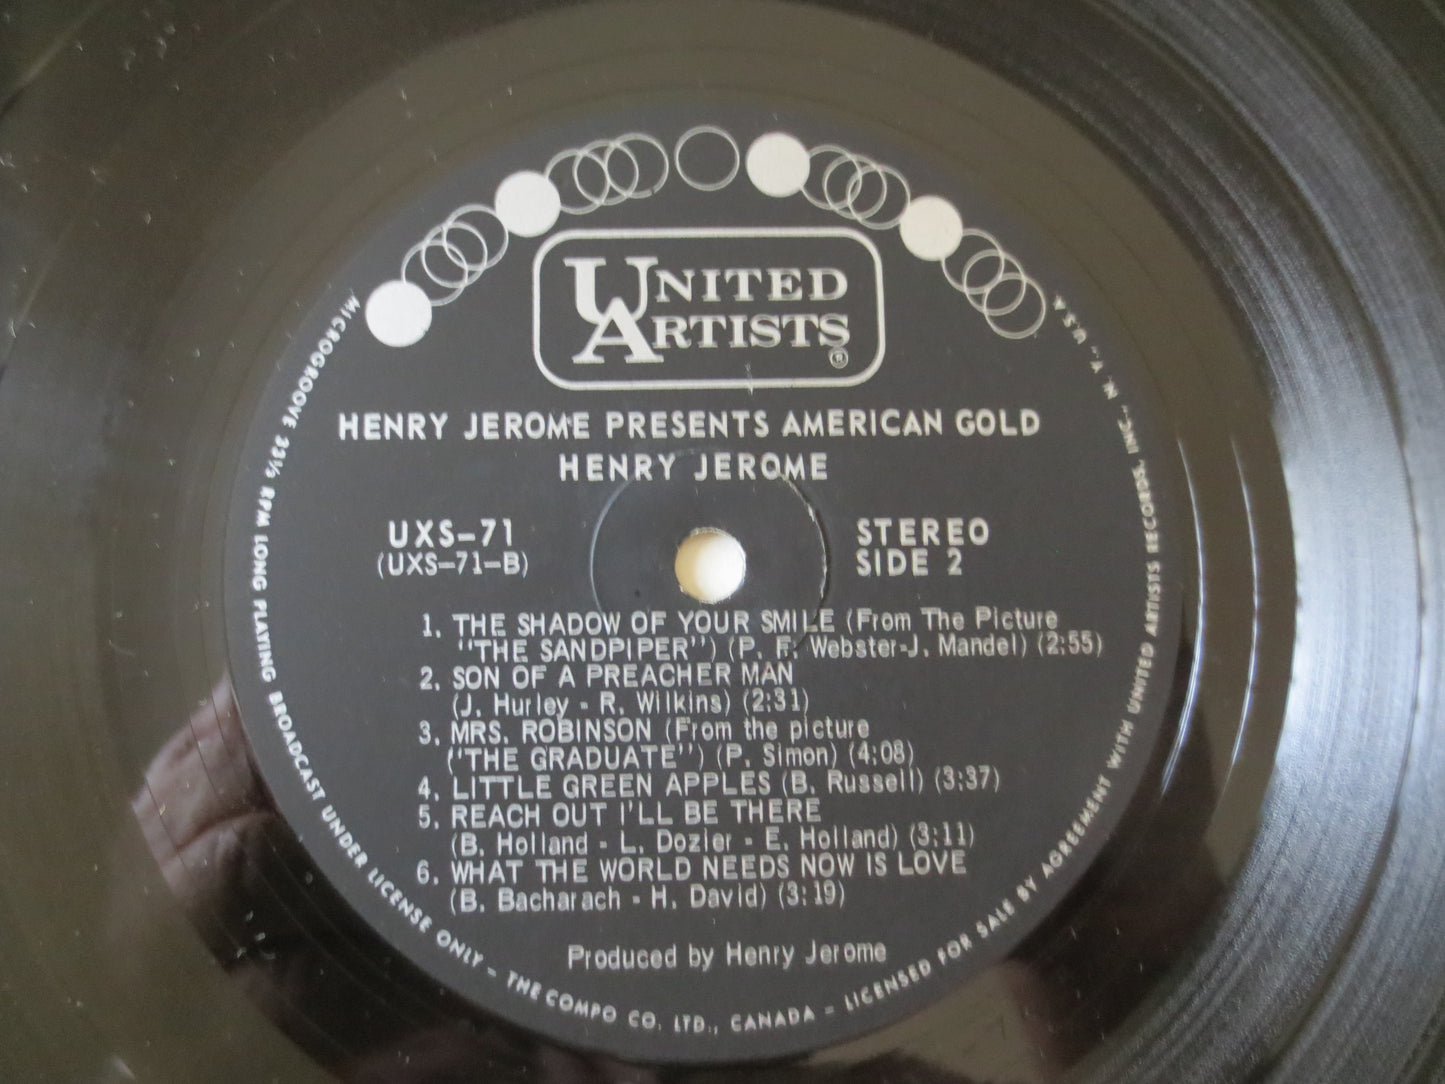 UNITED
ARTISTS ®
HENRY JEROME PRESENTS AMERICAN GOLD
HENRY JEROME
UXS-71
(UXS-71-B)
STEREO
SIDE 2
1. THE SHADOW OF YOUR SMILE (From The Picture
"THE SANDPIPER") (P. F. Webster-J. Mandel) (2:55)
2. SON OF A PREACHER MAN
(J. Hurley - R. Wilkins) (2:31)
3. MRS. ROBINSON (From the picture
("THE GRADUATE") (P. Simon) (4:08)
4. LITTLE GREEN APPLES (B. Russell) (3:37)
5. REACH OUT I'LL BE THERE
(B. Holland - L. Dozier - E. Holland) (3:11)
6. WHAT THE WORLD NEEDS NOW IS LOVE
(B. Bacharach - H. David) (3:19)
Produced by Henry Jerome
MICROGROOVE 33⅓ RPM LONG PLAYING BROADCAST UNDER LICENSE ONLY - THE COMPO CO. LTD., CANADA - LICENSED FOR SALE BY AGREEMENT WITH UNITED ARTISTS RECORDS, INC., N. Y., U.S.A